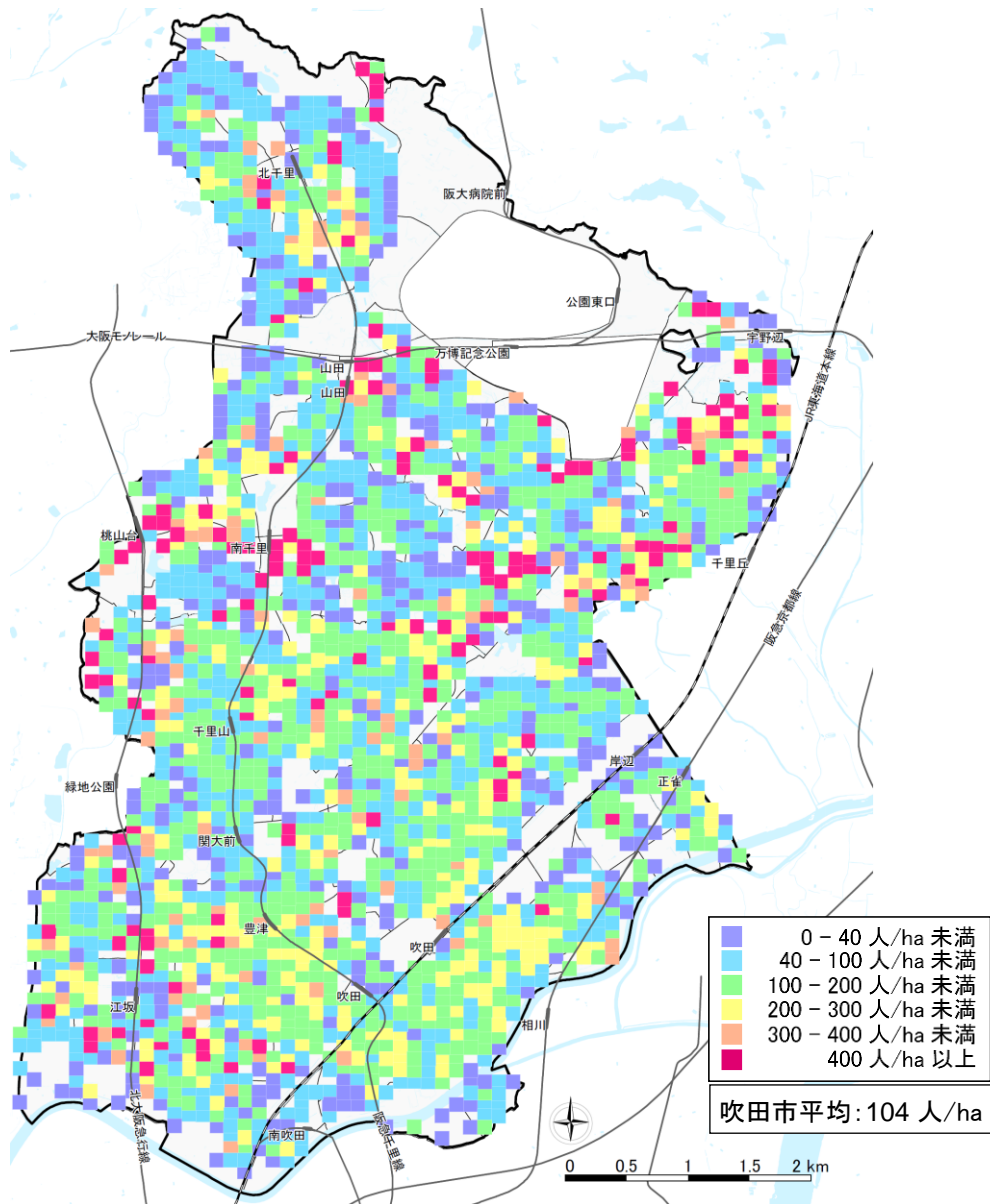 北千里
阪大病院前
公園東口
大阪モノレール
宇野辺
万博記念公園
山田
山田
JR東海道本線
桃山台
南千里
千里丘
阪急京都線
千里山
岸辺
正雀
緑地公園
関大前
豊津
吹田
吹田
江坂
相川
北大阪急行線
阪急千里線
南吹田
0 - 40 人/ha 未満
40 - 100 人/ha 未満
100 - 200 人/ha 未満
200 - 300 人/ha 未満
300 - 400 人/ha 未満
400 人/ha 以上
吹田市平均:104 人/ha
0 0.5 1 1.5 2 km